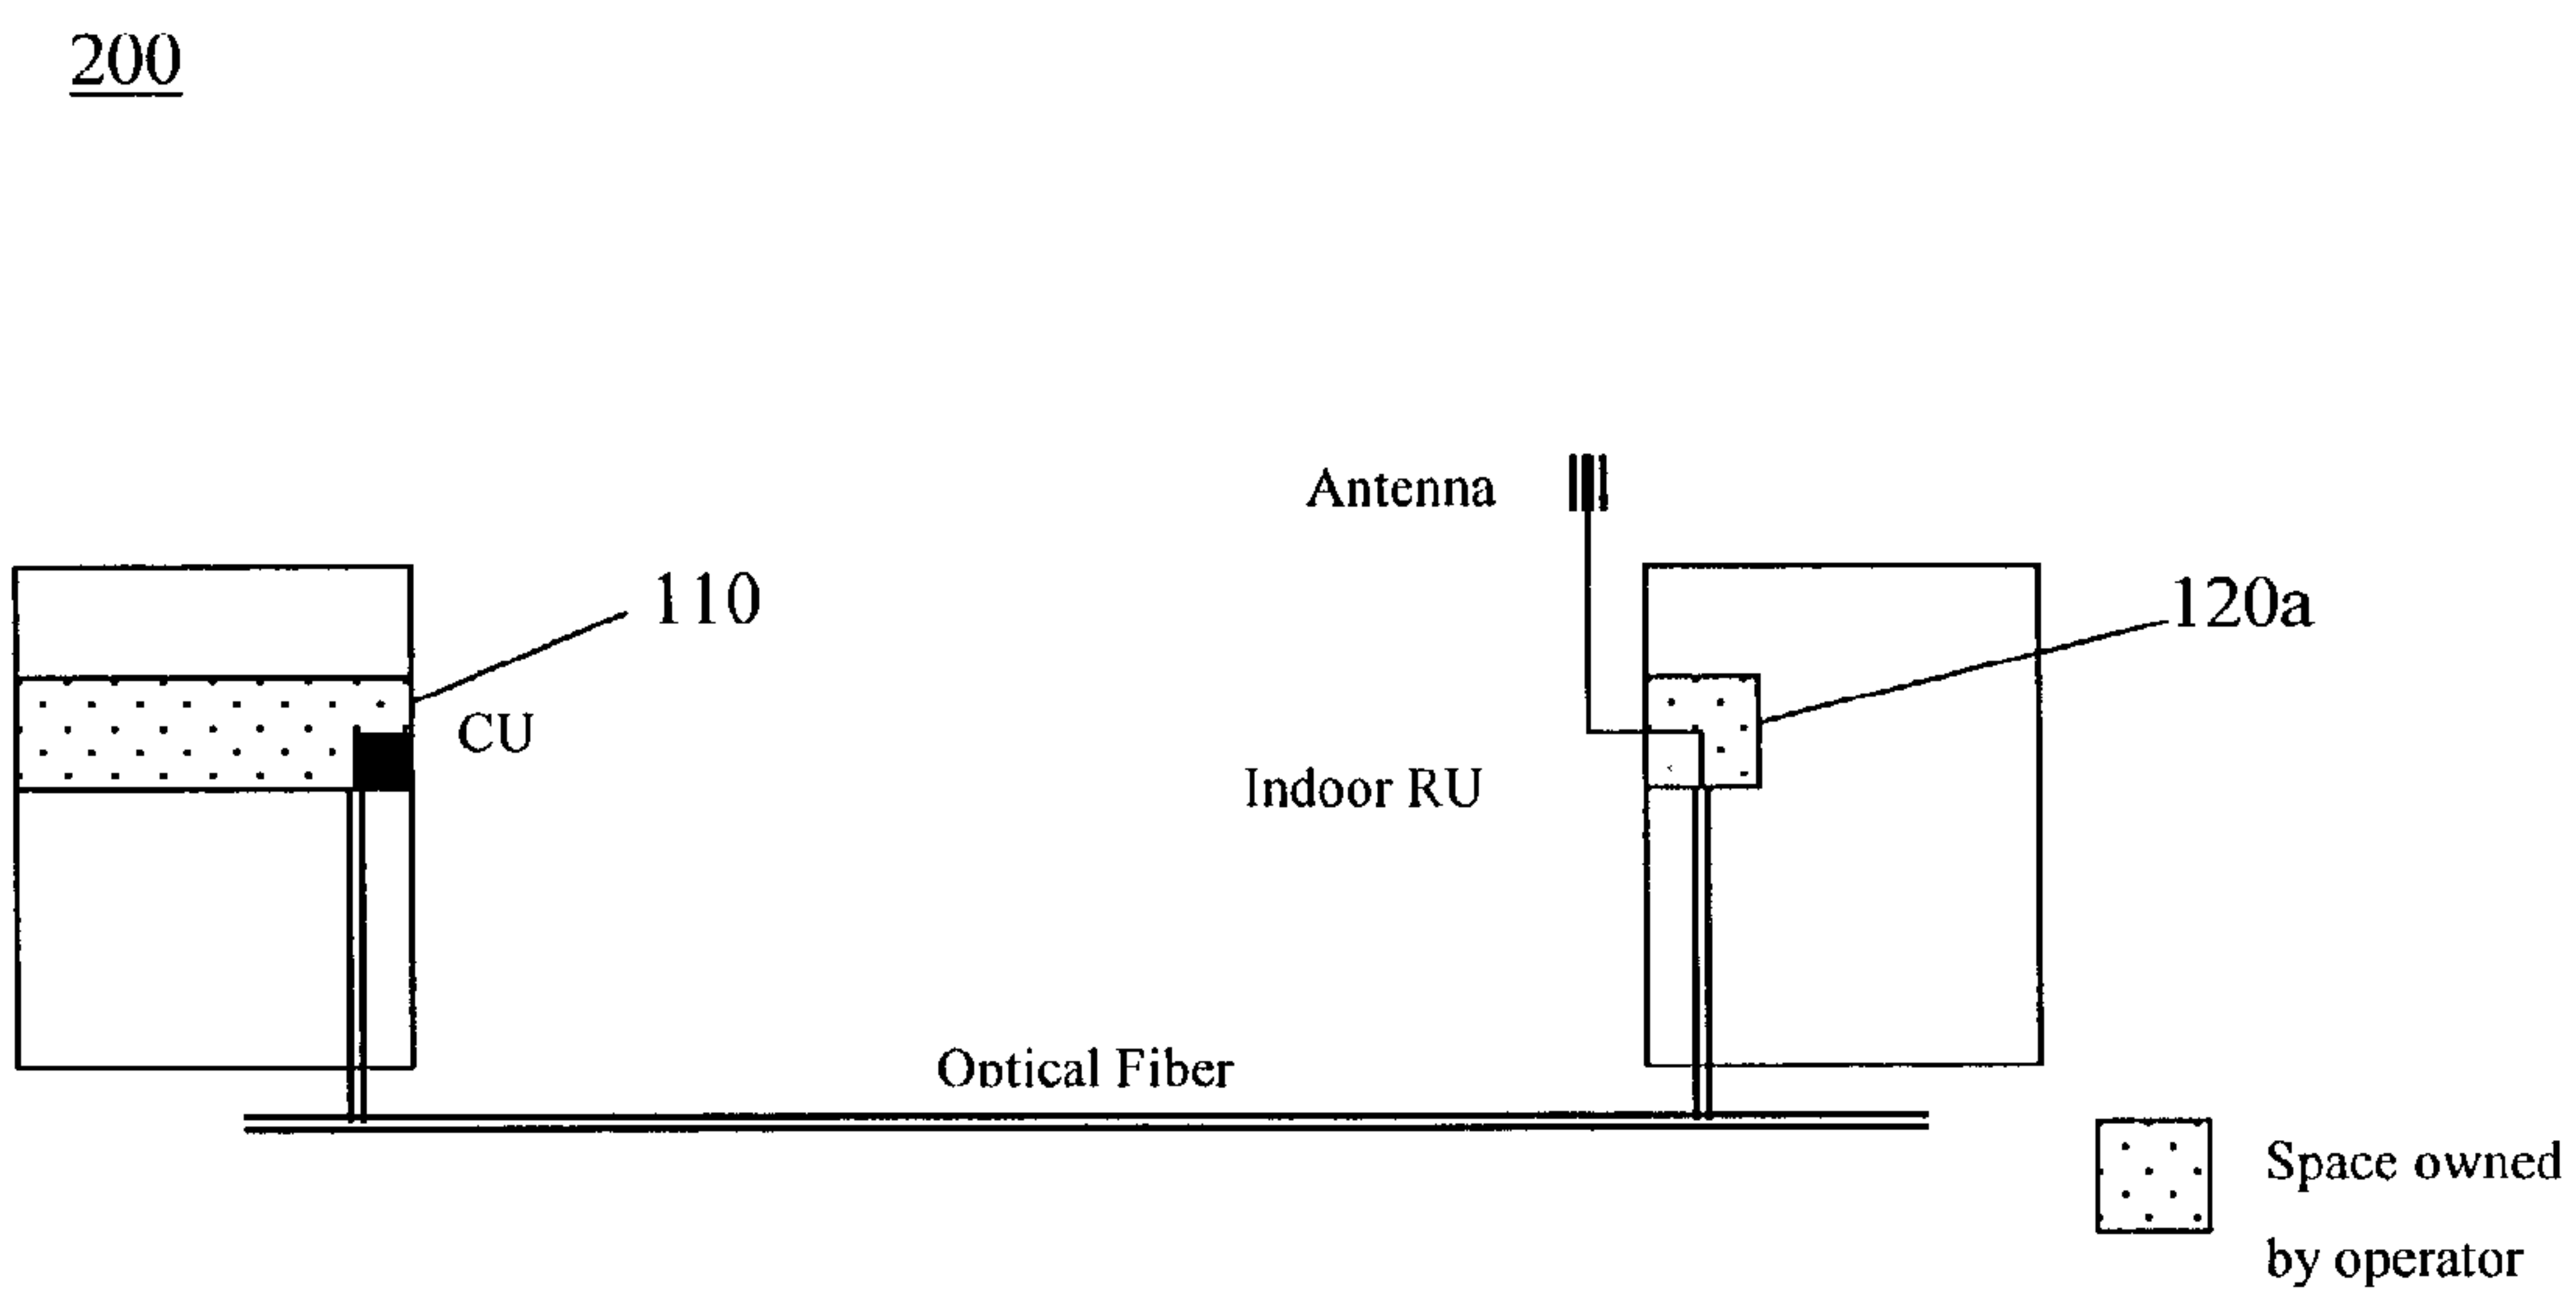 200
Antenna
110
120a
CU
Indoor RU
Optical Fiber
Space owned
by operator